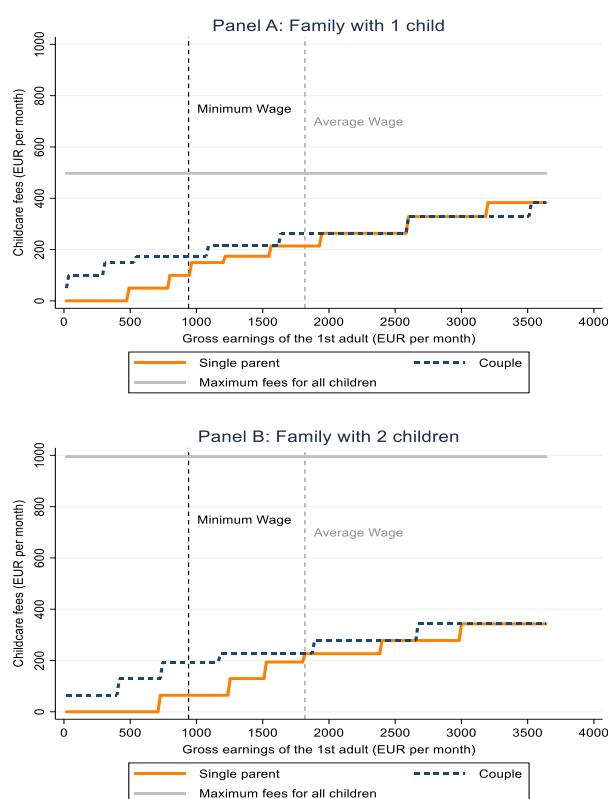 Panel A: Family with 1 child
Childcare fees (EUR per month)
1000
800
600
400
200
0
Minimum Wage
Average Wage
0 500 1000 1500 2000 2500 3000 3500 4000
Gross earnings of the 1st adult (EUR per month)
Single parent Couple
Maximum fees for all children
Panel B: Family with 2 children
Childcare fees (EUR per month)
1000
800
600
400
200
0
Minimum Wage
Average Wage
0 500 1000 1500 2000 2500 3000 3500 4000
Gross earnings of the 1st adult (EUR per month)
Single parent Couple
Maximum fees for all children